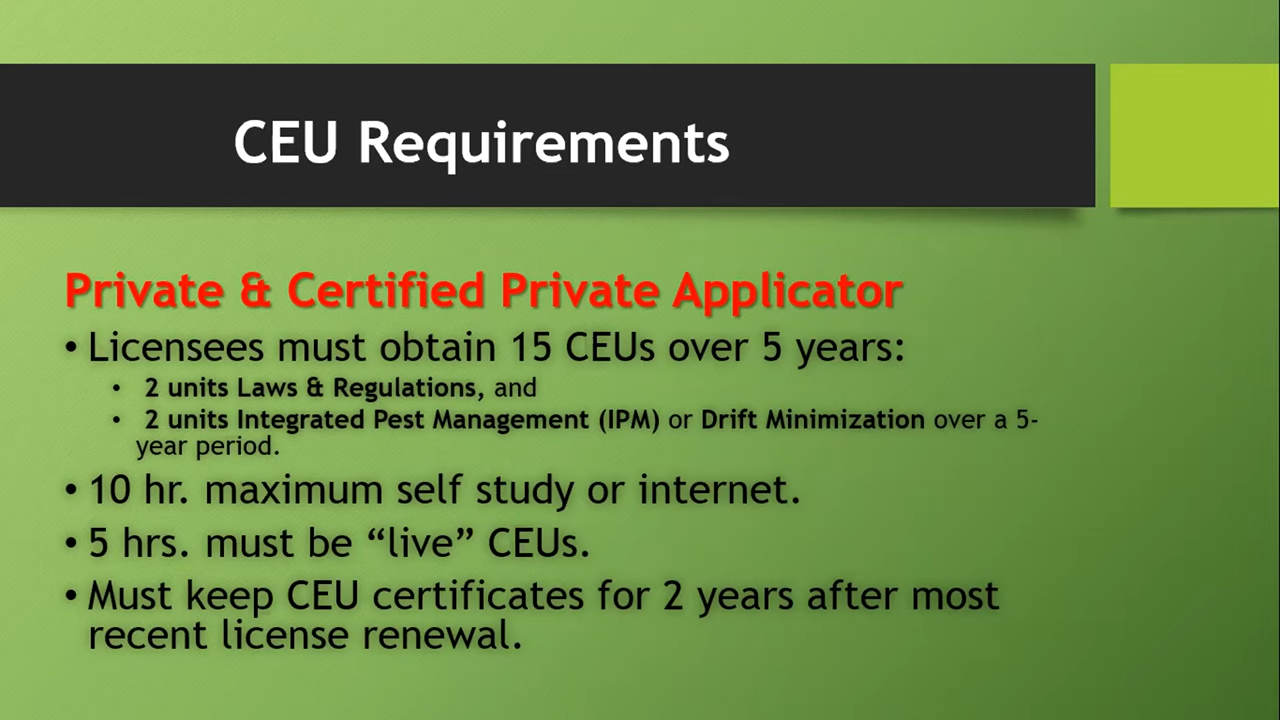 CEU Requirements
Private & Certified Private Applicator
• Licensees must obtain 15 CEUs over 5 years:
• 2 units Laws & Regulations, and
• 2 units Integrated Pest Management (IPM) or Drift Minimization over a 5-
year period.
• 10 hr. maximum self study or internet.
• 5 hrs. must be “live” CEUs.
• Must keep CEU certificates for 2 years after most
recent license renewal.